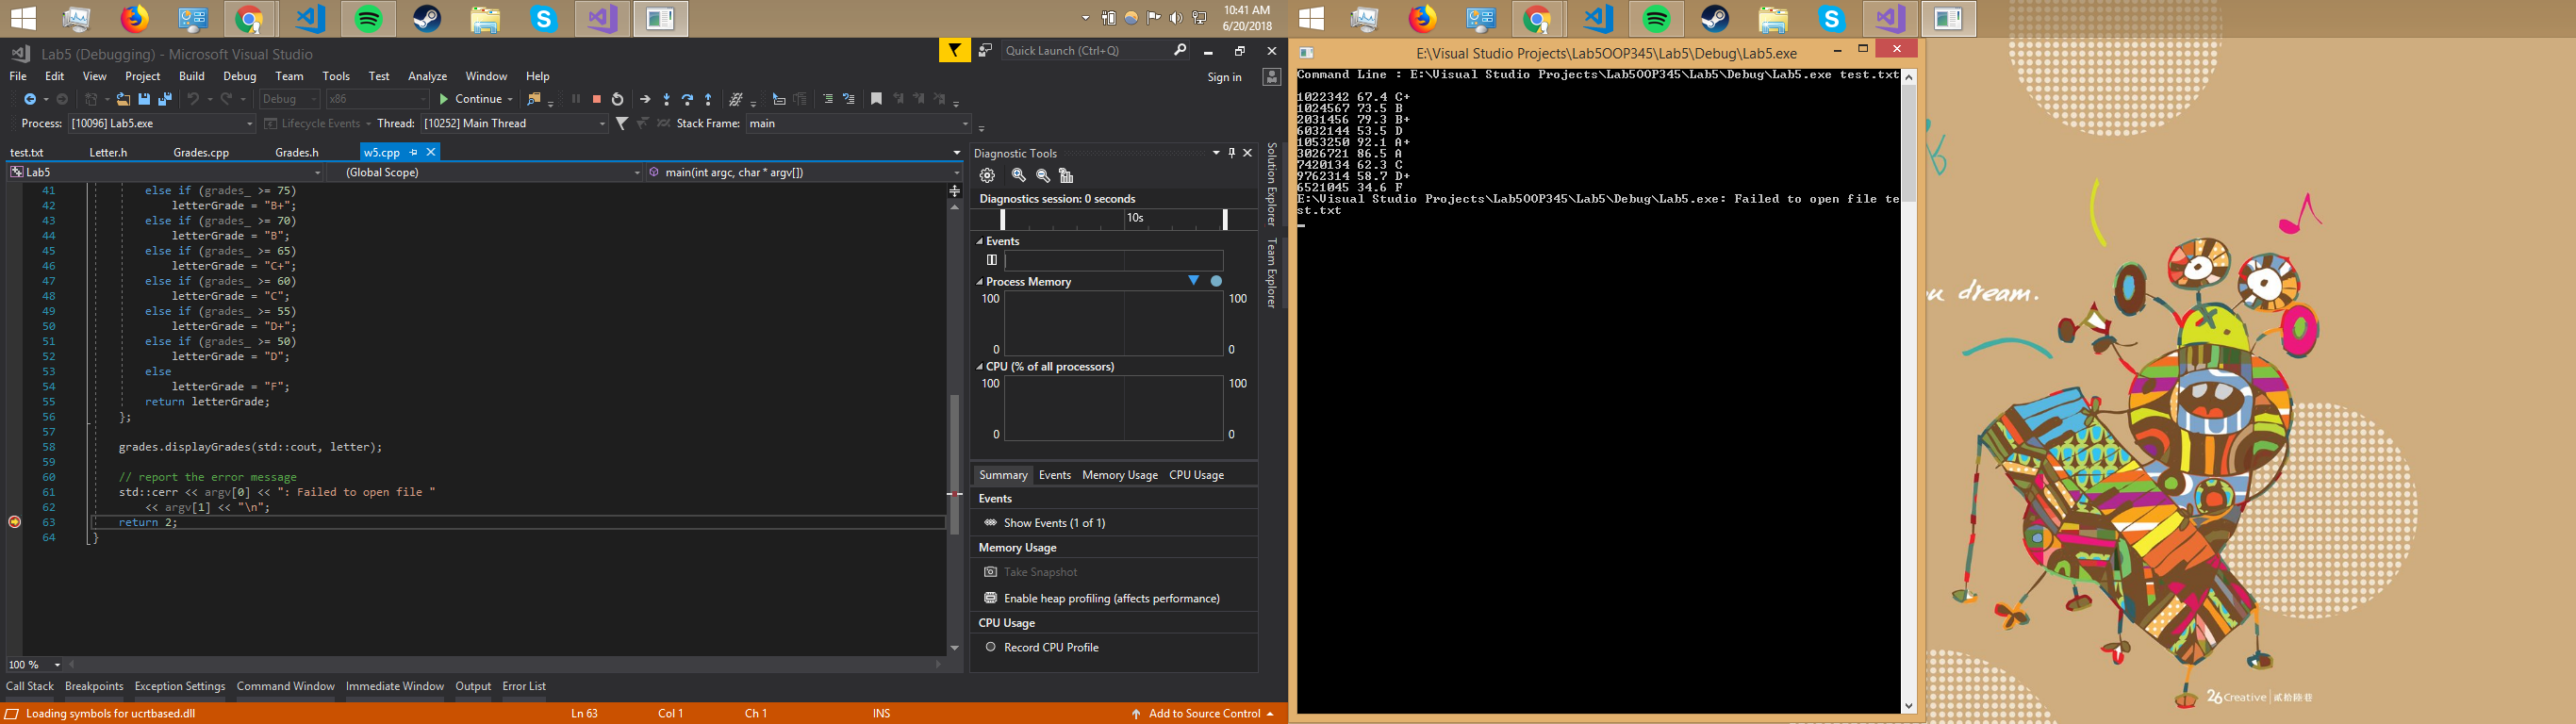 10:41 AM
6/20/2018
Lab5 (Debugging) - Microsoft Visual Studio
Quick Launch (Ctrl+Q)
File Edit View Project Build Debug Team Tools Test Analyze Window Help
Sign in
Debug x86 Continue
Process: [10096] Lab5.exe Lifecycle Events Thread: [10252] Main Thread Stack Frame: main
test.txt Letter.h Grades.cpp Grades.h w5.cpp
Lab5 (Global Scope) main(int argc, char * argv[])
41 else if (grades_ >= 75)
42 letterGrade = "B+";
43 else if (grades_ >= 70)
44 letterGrade = "B";
45 else if (grades_ >= 65)
46 letterGrade = "C+";
47 else if (grades_ >= 60)
48 letterGrade = "C";
49 else if (grades_ >= 55)
50 letterGrade = "D+";
51 else if (grades_ >= 50)
52 letterGrade = "D";
53 else
54 letterGrade = "F";
55 return letterGrade;
56 };
57
58 grades.displayGrades(std::cout, letter);
59
60 // report the error message
61 std::cerr << argv[0] << ": Failed to open file "
62 << argv[1] << "\n";
63 return 2;
64 }
100 %
Diagnostic Tools
Diagnostics session: 0 seconds
10s
Events
Process Memory
100 100
0 0
CPU (% of all processors)
100 100
0 0
Summary Events Memory Usage CPU Usage
Events
Show Events (1 of 1)
Memory Usage
Take Snapshot
Enable heap profiling (affects performance)
CPU Usage
Record CPU Profile
Solution Explorer
Team Explorer
Call Stack Breakpoints Exception Settings Command Window Immediate Window Output Error List
Loading symbols for ucrtbased.dll Ln 63 Col 1 Ch 1 INS Add to Source Control
E:\Visual Studio Projects\Lab5OOP345\Lab5\Debug\Lab5.exe
Command Line : E:\Visual Studio Projects\Lab5OOP345\Lab5\Debug\Lab5.exe test.txt
1022342 67.4 C+
1024567 73.5 B
2031456 79.3 B+
6032144 53.5 D
1053250 92.1 A+
3026721 86.5 A
7420134 62.3 C
9762314 58.7 D+
6521045 34.6 F
E:\Visual Studio Projects\Lab5OOP345\Lab5\Debug\Lab5.exe: Failed to open file te
st.txt
dream.
26 Creative 貳拾陸巷